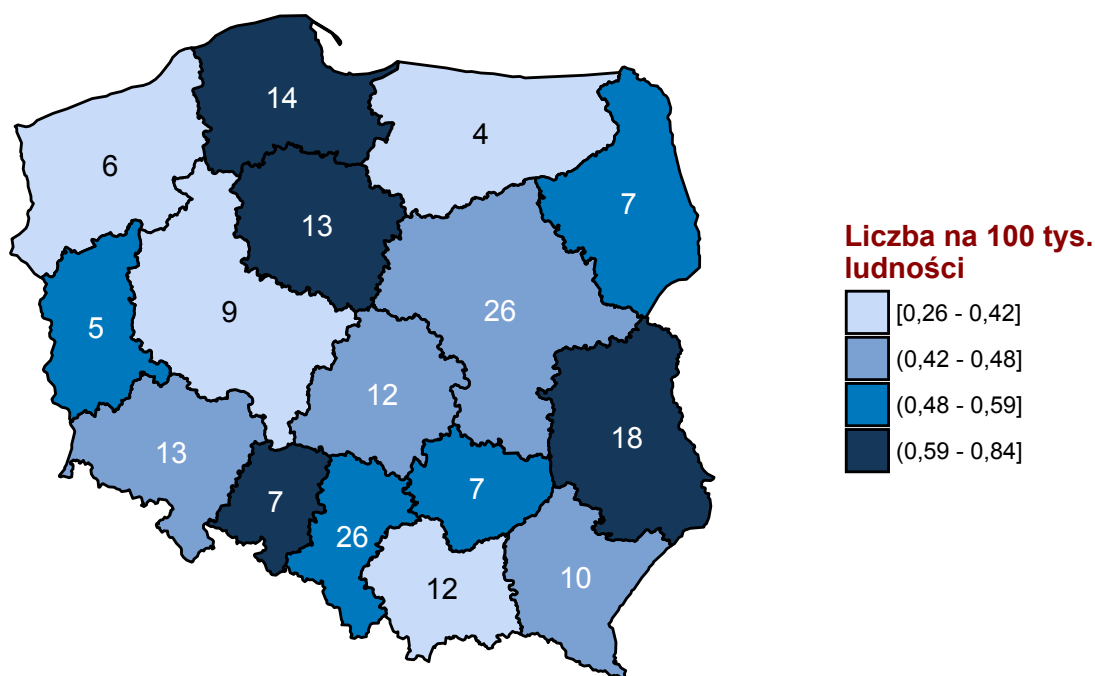 14
4
6
7
13
26
9
5
12
18
13
7
7
26
10
12
Liczba na 100 tys.
ludności
[0,26 - 0,42]
(0,42 - 0,48]
(0,48 - 0,59]
(0,59 - 0,84]